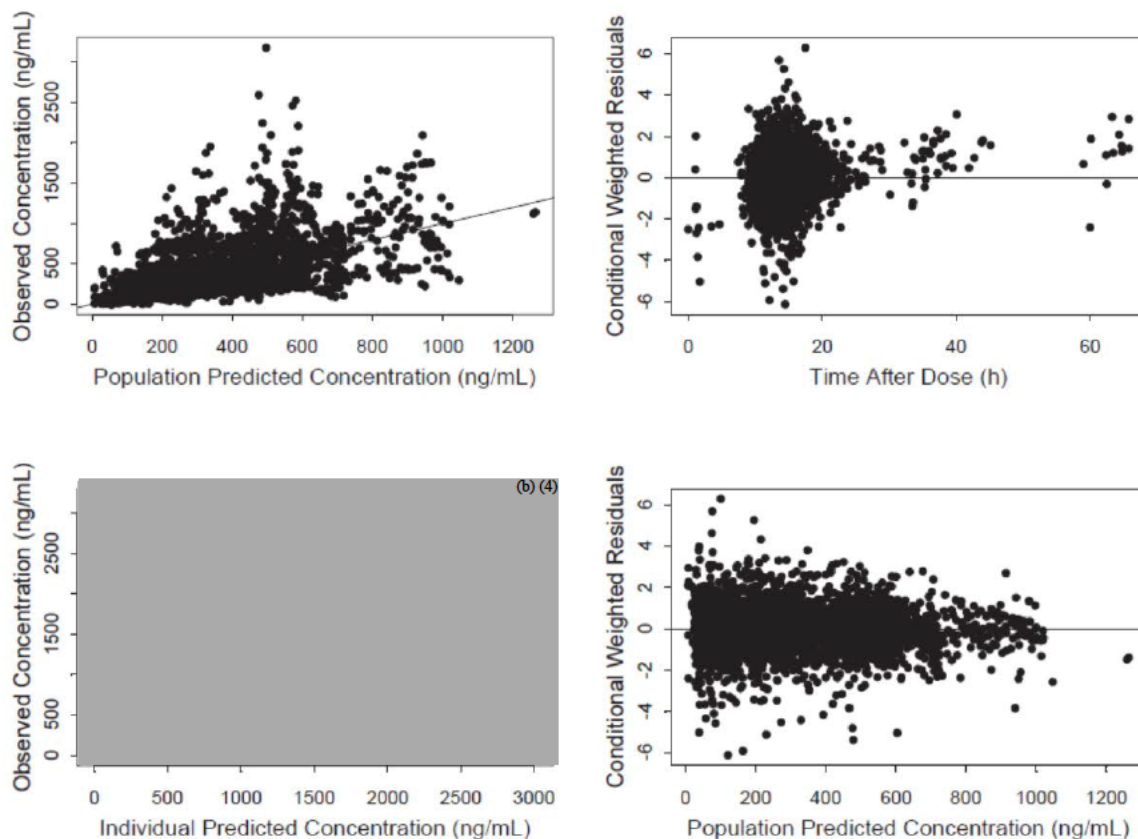 Observed Concentration (ng/mL)
0 500 1500 2500
0 200 400 600 800 1000 1200
Population Predicted Concentration (ng/mL)
Conditional Weighted Residuals
-6 -4 -2 0 2 4 6
0 20 40 60
Time After Dose (h)
Observed Concentration (ng/mL)
0 500 1500 2500
(b) (4)
0 500 1000 1500 2000 2500 3000
Individual Predicted Concentration (ng/mL)
Conditional Weighted Residuals
-6 -4 -2 0 2 4 6
0 200 400 600 800 1000 1200
Population Predicted Concentration (ng/mL)